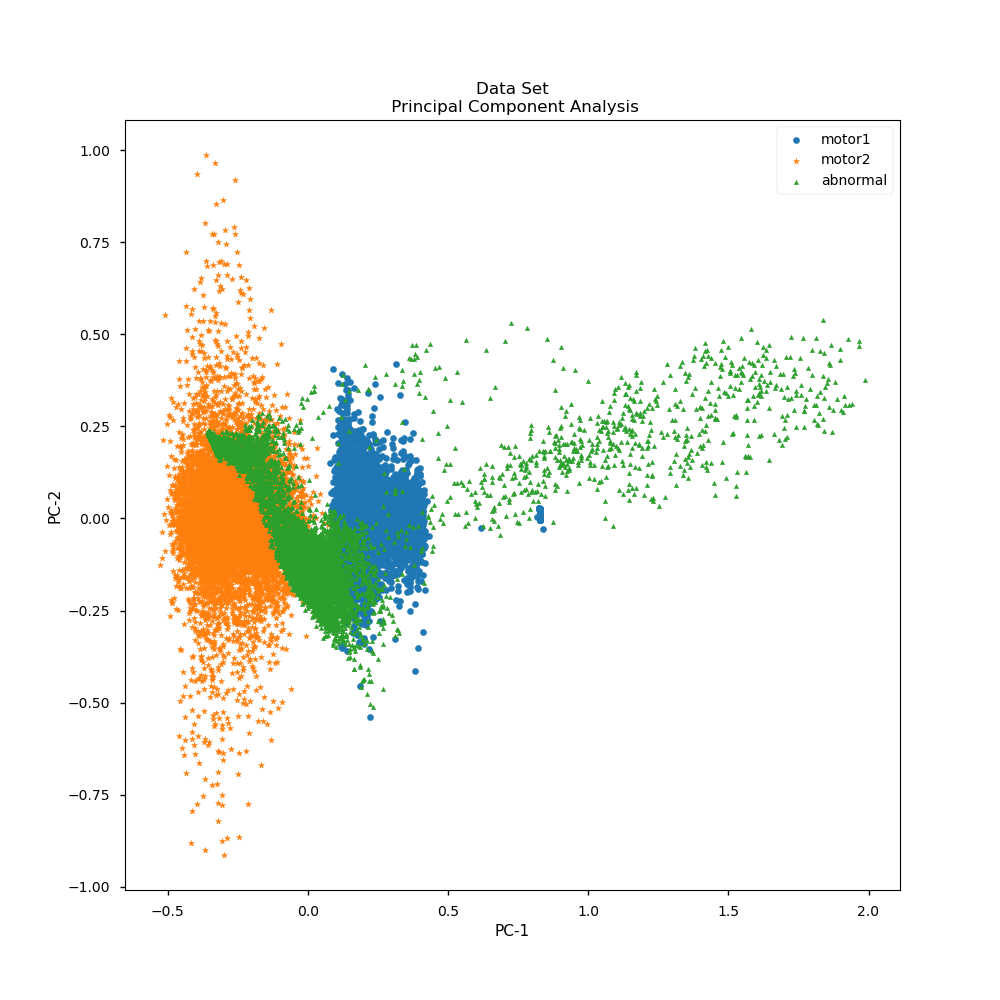 Data Set
Principal Component Analysis
motor1
motor2
abnormal
1.00
0.75
0.50
0.25
0.00
−0.25
−0.50
−0.75
−1.00
PC-2
−0.5
0.0
0.5
1.0
1.5
2.0
PC-1